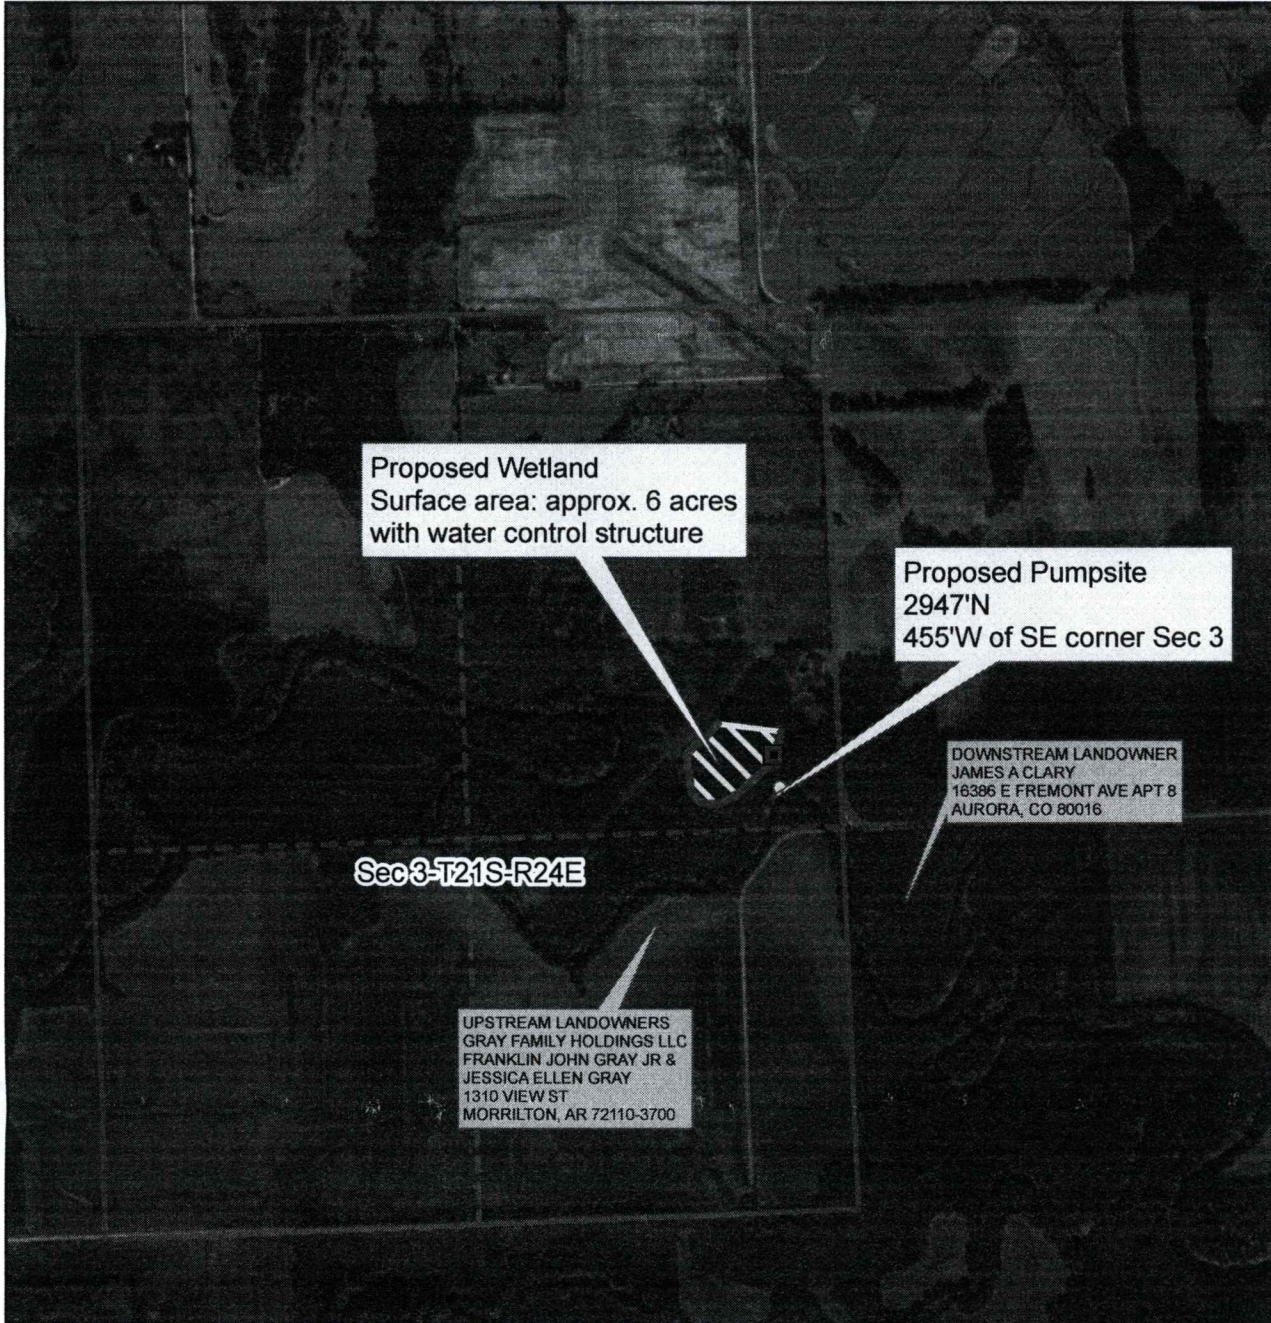 Proposed Wetland
Surface area: approx. 6 acres
with water control structure
Proposed Pumpsite
2947'N
455'W of SE corner Sec 3
DOWNSTREAM LANDOWNER
JAMES A CLARY
16386 E FREMONT AVE APT 8
AURORA, CO 80016
Sec 3-T21S-R24E
UPSTREAM LANDOWNERS
GRAY FAMILY HOLDINGS LLC
FRANKLIN JOHN GRAY JR &
JESSICA ELLEN GRAY
1310 VIEW ST
MORRILTON, AR 72110-3700